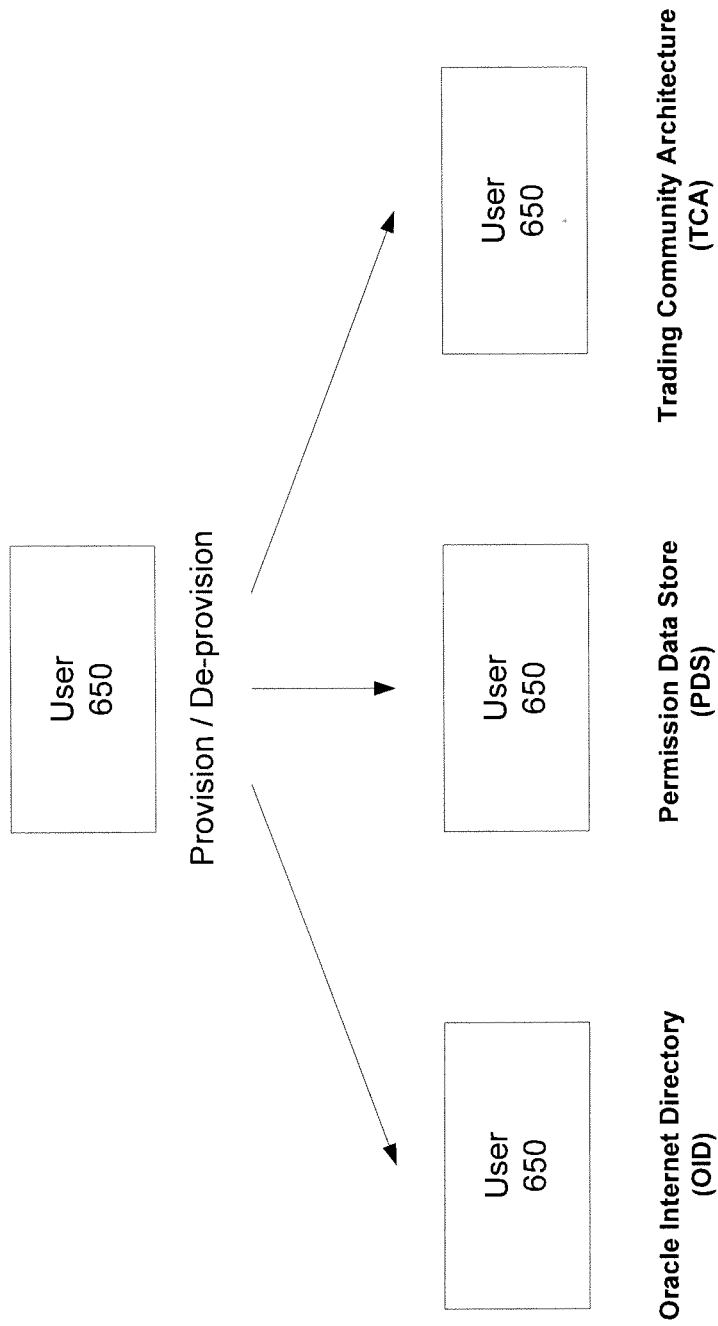 User
650
Provision / De-provision
User
650
Oracle Internet Directory
(OID)
User
650
Permission Data Store
(PDS)
User
650
Trading Community Architecture
(TCA)